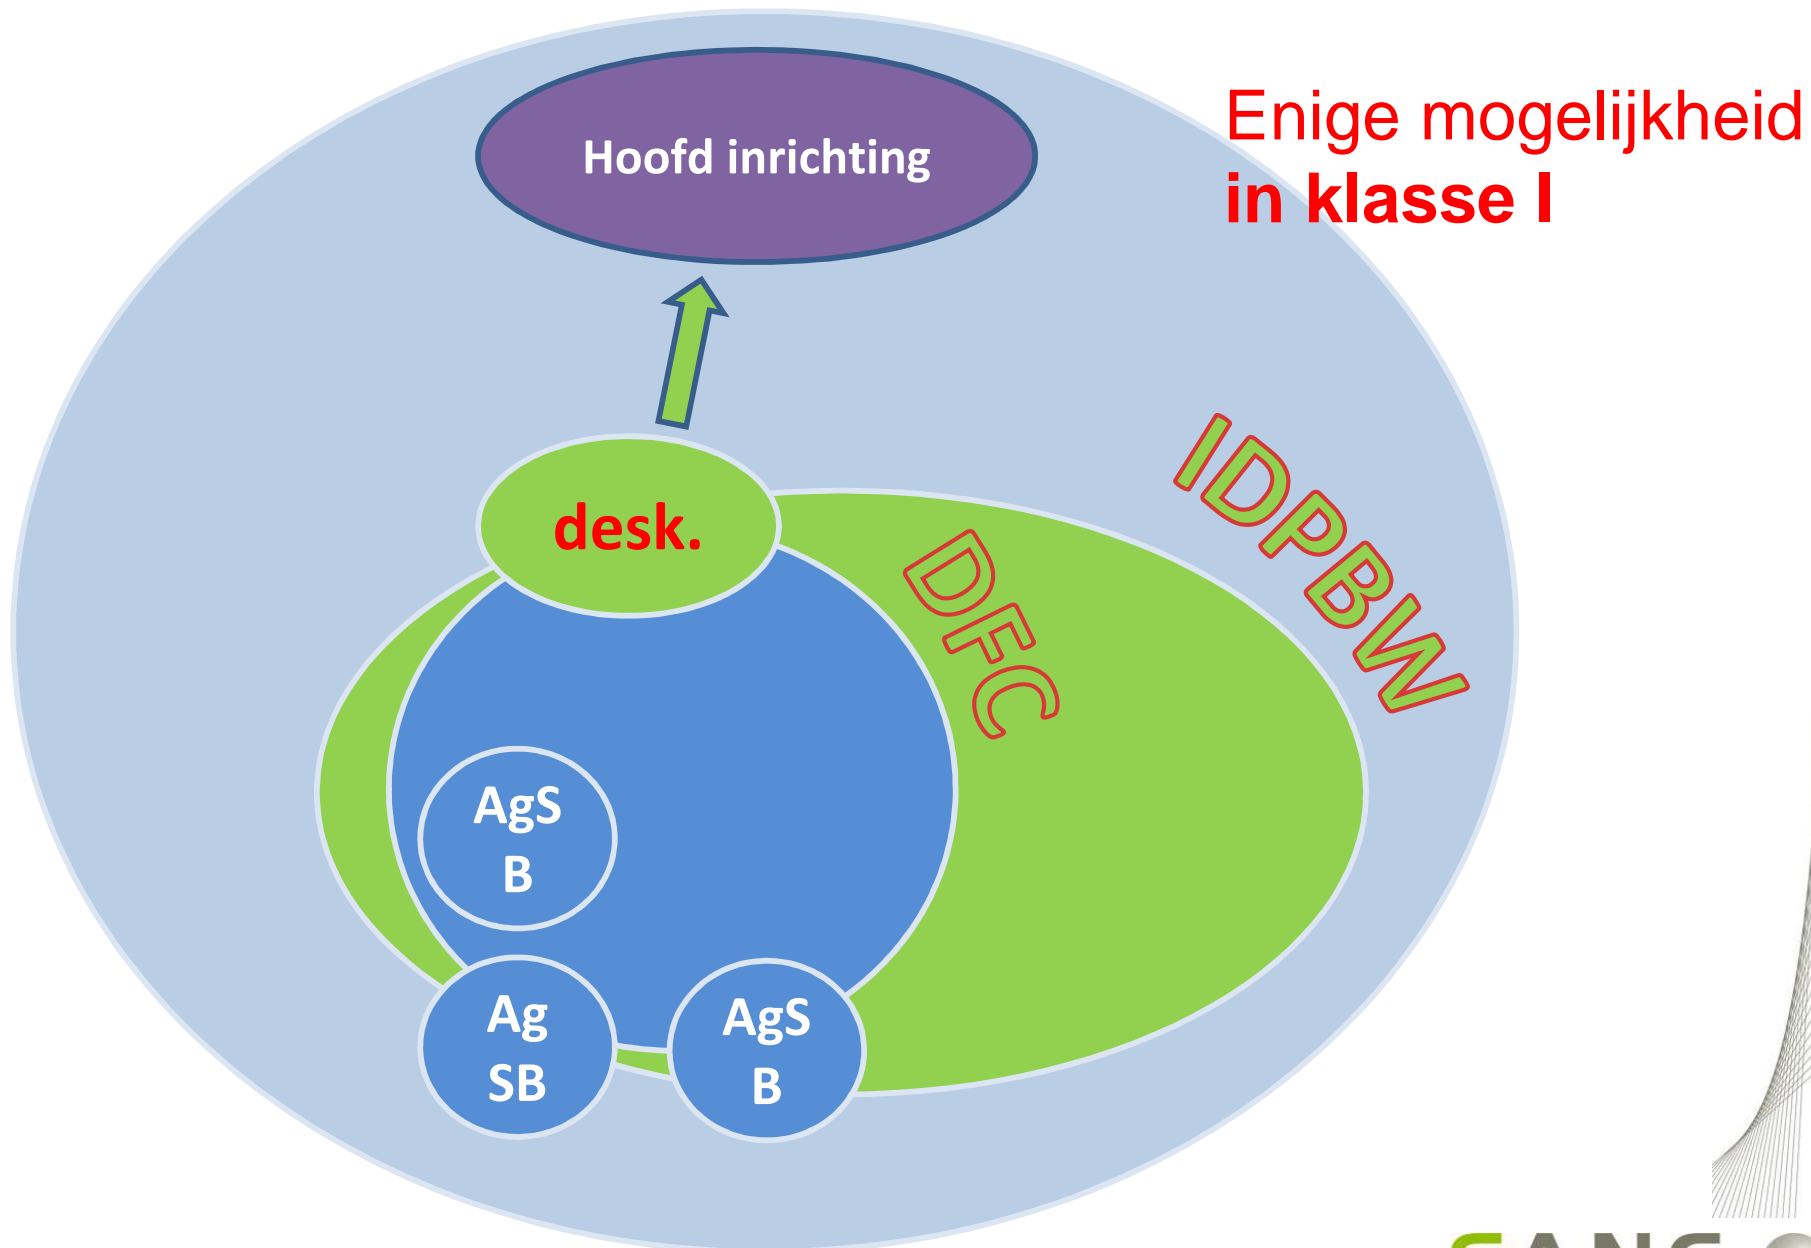 Enige mogelijkheid
in klasse I
Hoofd inrichting
IDPBW
desk.
DFC
AgS
B
Ag
SB
AgS
B